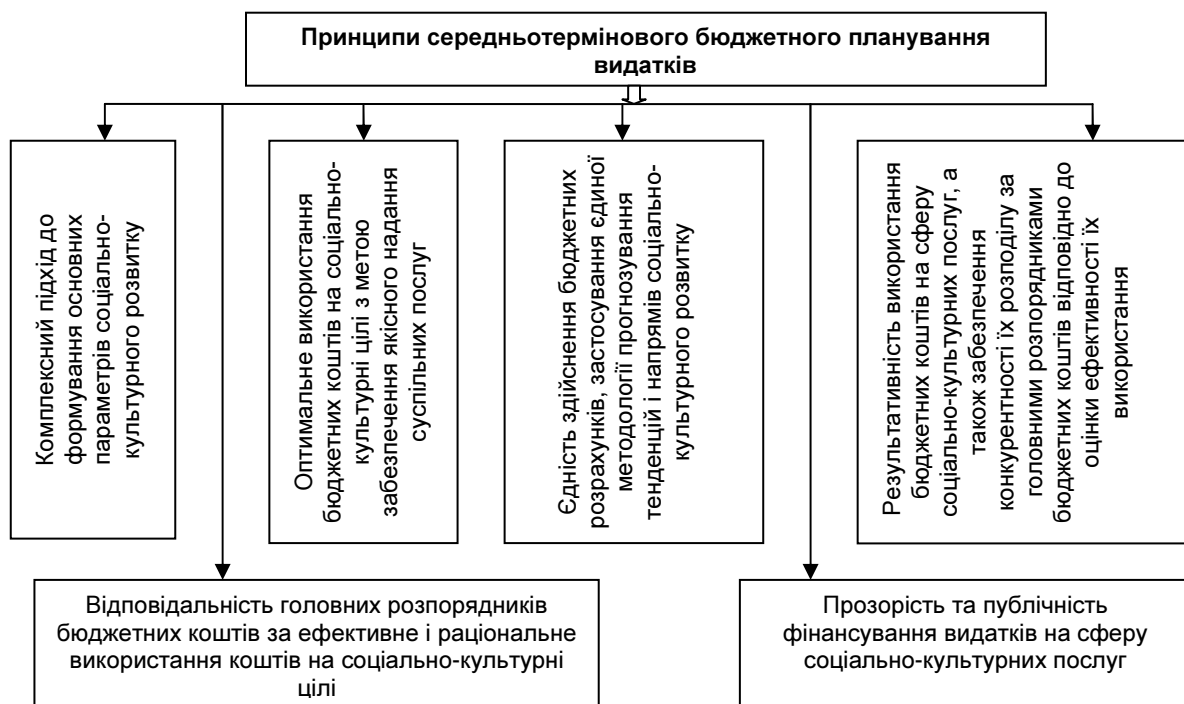 Принципи середньотермінового бюджетного планування
видатків
Комплексний підхід до
формування основних
параметрів соціально-
культурного розвитку
Оптимальне використання
бюджетних коштів на соціально-
культурні цілі з метою
забезпечення якісного надання
суспільних послуг
Єдність здійснення бюджетних
розрахунків, застосування єдиної
методології прогнозування
тенденцій і напрямів соціально-
культурного розвитку
Результативність використання
бюджетних коштів на сферу
соціально-культурних послуг, а
також забезпечення
конкурентності їх розподілу за
головними розпорядниками
бюджетних коштів відповідно до
оцінки ефективності їх
використання
Відповідальність головних розпорядників
бюджетних коштів за ефективне і раціональне
використання коштів на соціально-культурні
цілі
Прозорість та публічність
фінансування видатків на сферу
соціально-культурних послуг